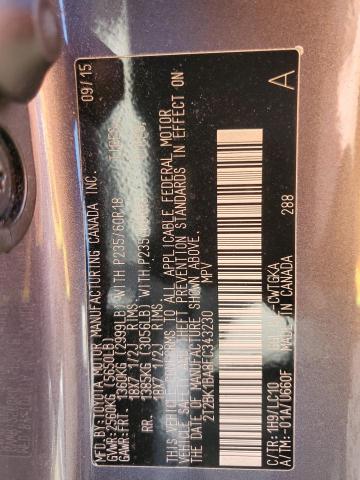 MFD. BY: TOYOTA MOTOR MANUFACTURING CANADA INC. 09/15
GVWR: 2560KG (5650LB)
GAWR: FRT. 1360KG (2999LB) WITH P235/60R18 TIRES
18X7 1/2J RIMS
RR. 1385KG (3056LB) WITH P235
18X7 1/2J RIMS
THIS VEHICLE CONFORMS TO ALL APPLICABLE FEDERAL MOTOR
VEHICLE SAFETY, BUMPER, AND THEFT PREVENTION STANDARDS IN EFFECT ON
THE DATE OF MANUFACTURE SHOWN ABOVE.
2T2BK1BA8FC343230 MPV
A
288
C/TR: 1H9/LC10
A/TM: -01A/U660F
MADE IN CANADA